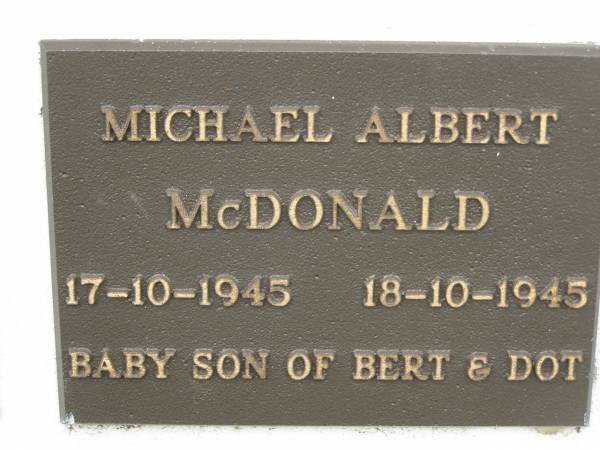 MICHAEL ALBERT
McDONALD
17-10-1945 18-10-1945
BABY SON OF BERT & DOT